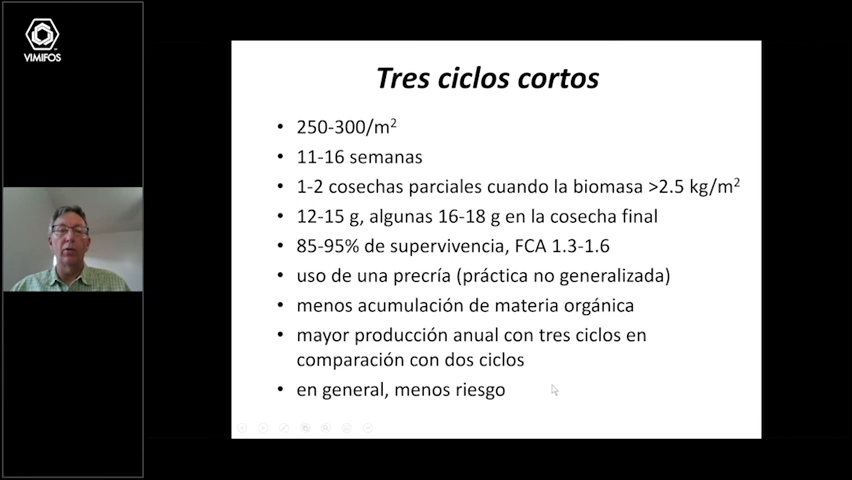 VIMIFOS
Tres ciclos cortos
• 250-300/m²
• 11-16 semanas
• 1-2 cosechas parciales cuando la biomasa >2.5 kg/m²
• 12-15 g, algunas 16-18 g en la cosecha final
• 85-95% de supervivencia, FCA 1.3-1.6
• uso de una precría (práctica no generalizada)
• menos acumulación de materia orgánica
• mayor producción anual con tres ciclos en
comparación con dos ciclos
• en general, menos riesgo